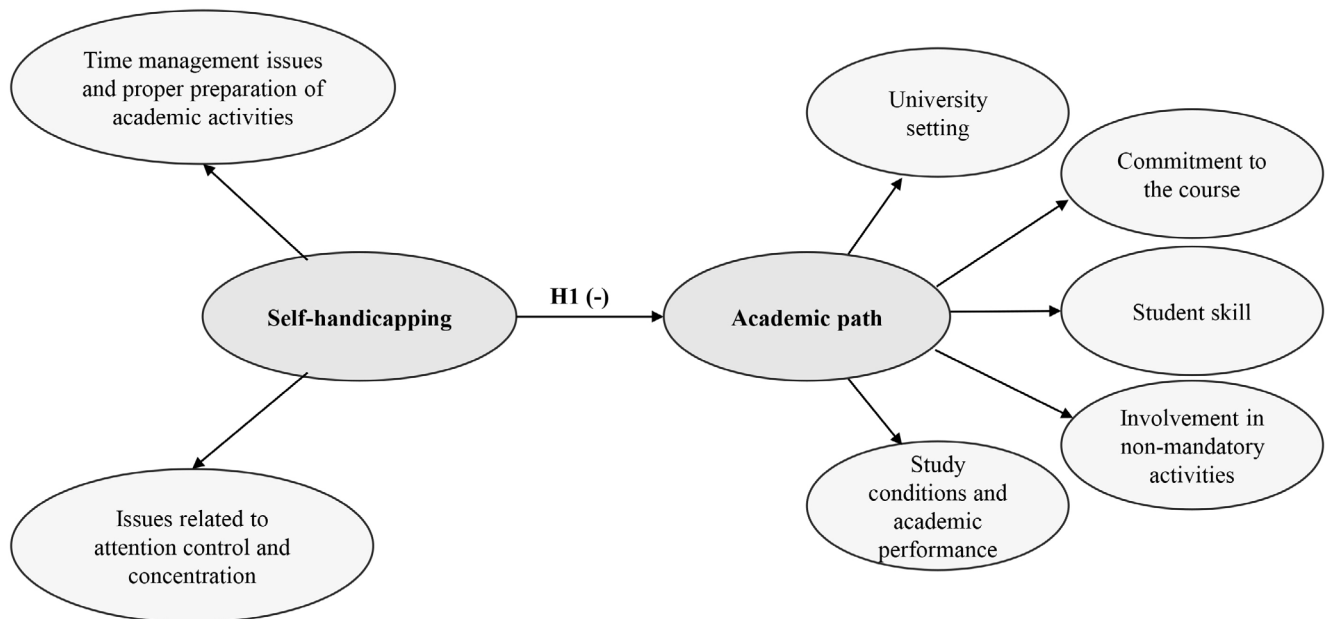 Time management issues
and proper preparation of
academic activities
University
setting
Commitment to
the course
Self-handicapping
H1 (-)
Academic path
Student skill
Involvement in
non-mandatory
activities
Study
conditions and
academic
performance
Issues related to
attention control and
concentration